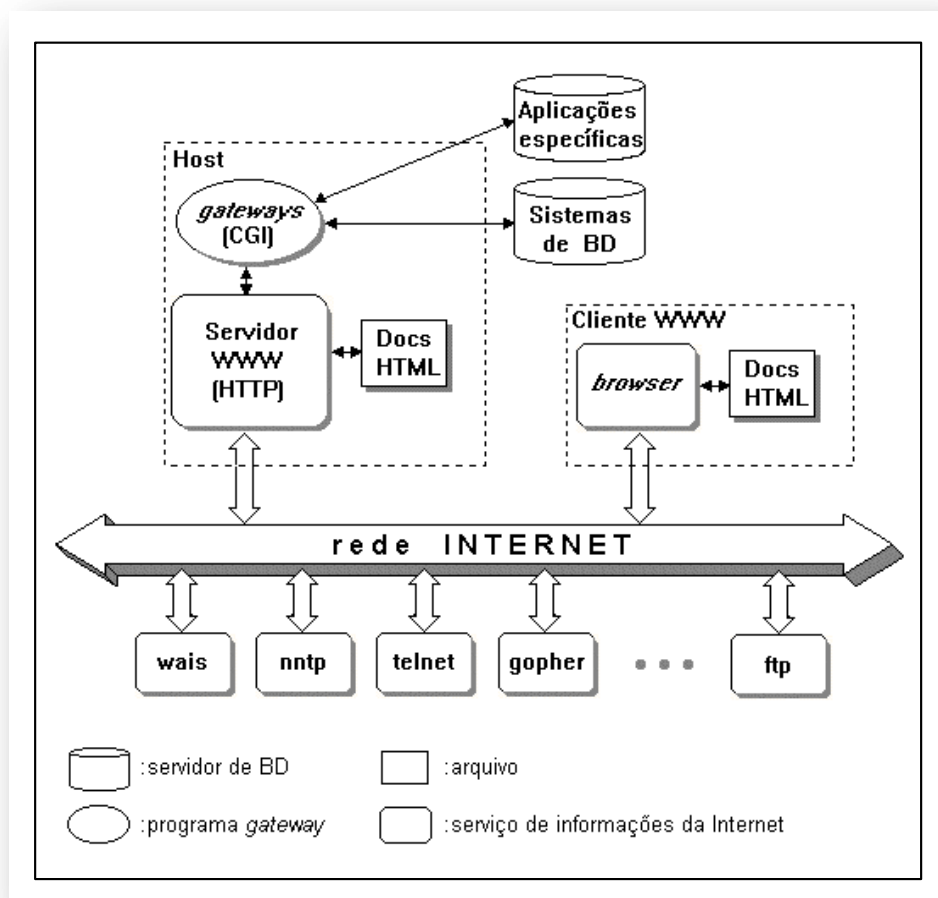 Aplicações
específicas
Host
gateways
(CGI)
Sistemas
de BD
Servidor
WWW
(HTTP)
Docs
HTML
Cliente WWW
browser
Docs
HTML
rede INTERNET
wais
nntp
telnet
gopher
• • •
ftp
:servidor de BD
:arquivo
:programa gateway
:serviço de informações da Internet